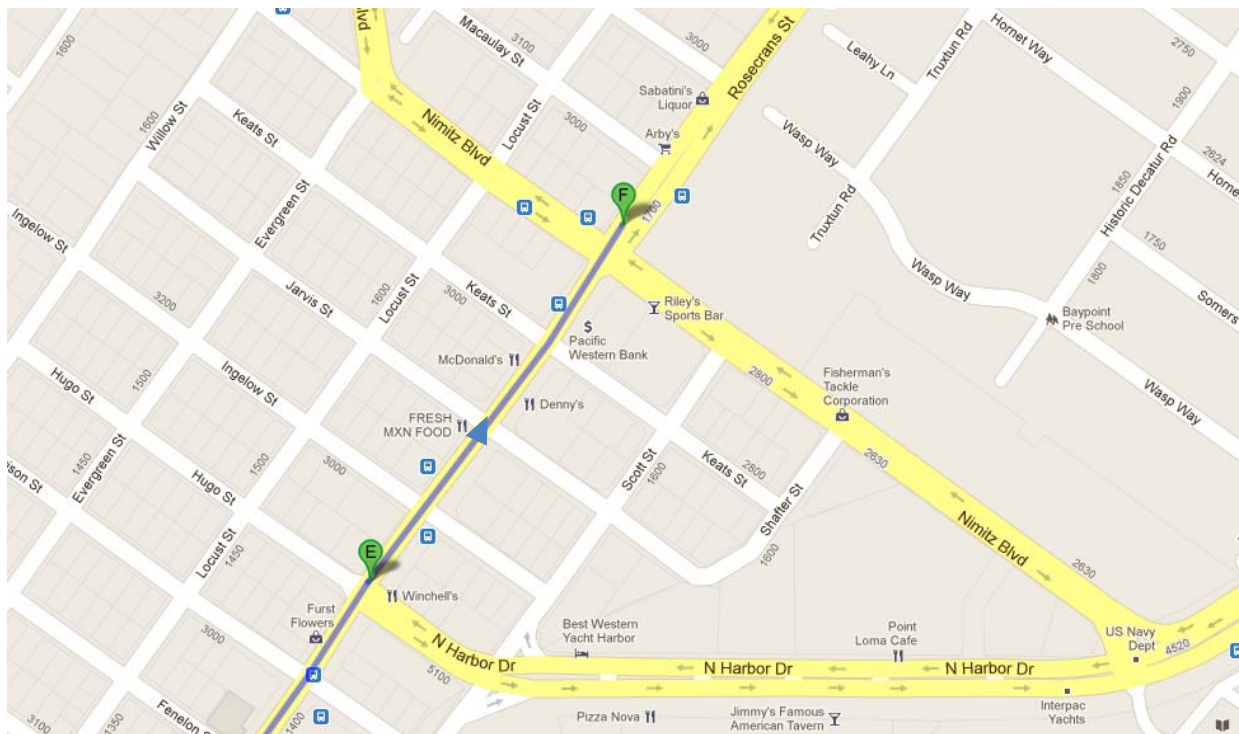 Blvd
Macaulay St
3100
3000
Rosecrans St
Leahy Ln
Truxtun Rd
Hornet Way
2750
1900
1600
1600
Willow St
Keats St
Locust St
Sabatini's
Liquor
3000
Arby's
Nimitz Blvd
Wasp Way
Historic Decatur Rd
2624
1850
Horne
F
1700
Truxtun Rd
Ingelow St
Evergreen St
Wasp Way
1750
1800
Somers
3200
Jarvis St
1600
Locust St
3000
Keats St
Riley's
Sports Bar
Baypoint
Pre School
$
Pacific
Western Bank
McDonald's
Hugo St
1500
Ingelow St
2800
Fisherman's
Tackle
Corporation
Wasp Way
Denny's
FRESH
MXN FOOD
Evergreen St
1450
1500
3000
Scott St
1600
Keats St
2800
2630
ison St
Hugo St
Shafter St
1600
Nimitz Blvd
2630
Locust St
1450
E
Winchell's
Furst
Flowers
3000
N Harbor Dr
5100
Best Western
Yacht Harbor
Point
Loma Cafe
US Navy
Dept
4520
N Harbor Dr
N Harbor Dr
3100
1350
Fenelon St
1400
Pizza Nova
Jimmy's Famous
American Tavern
Interpac
Yachts